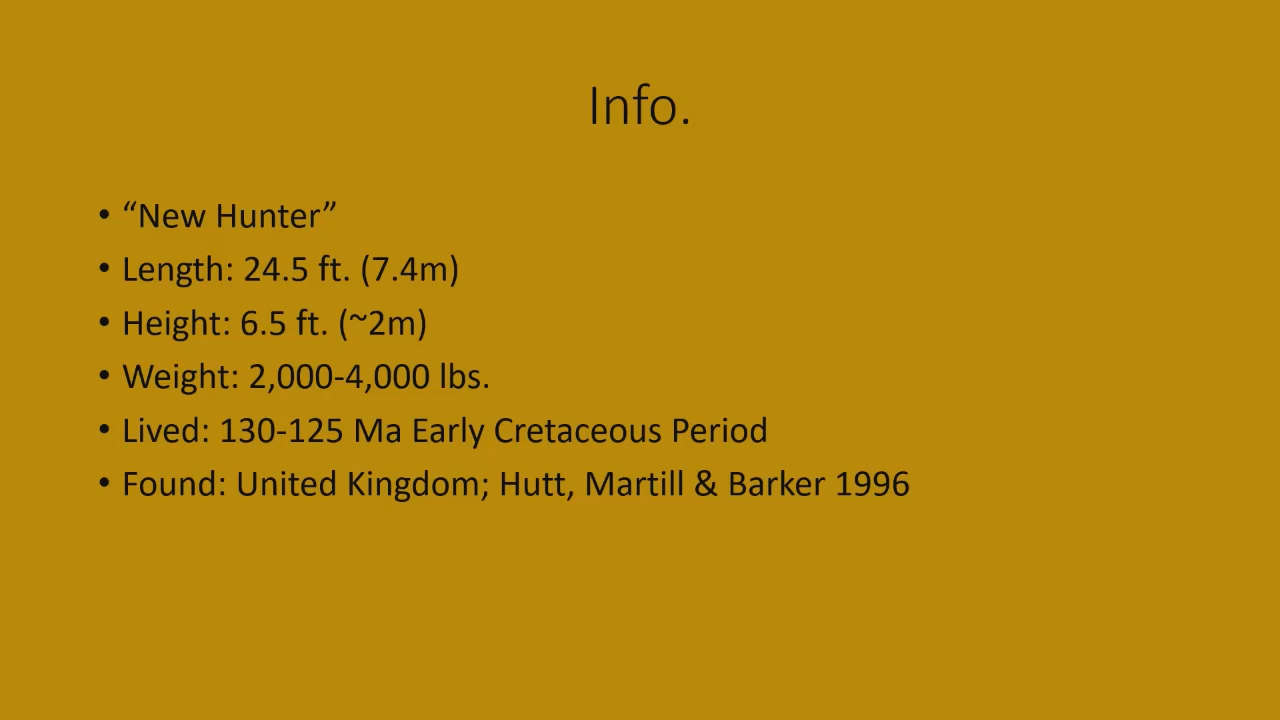 Info.
• “New Hunter”
• Length: 24.5 ft. (7.4m)
• Height: 6.5 ft. (~2m)
• Weight: 2,000-4,000 lbs.
• Lived: 130-125 Ma Early Cretaceous Period
• Found: United Kingdom; Hutt, Martill & Barker 1996